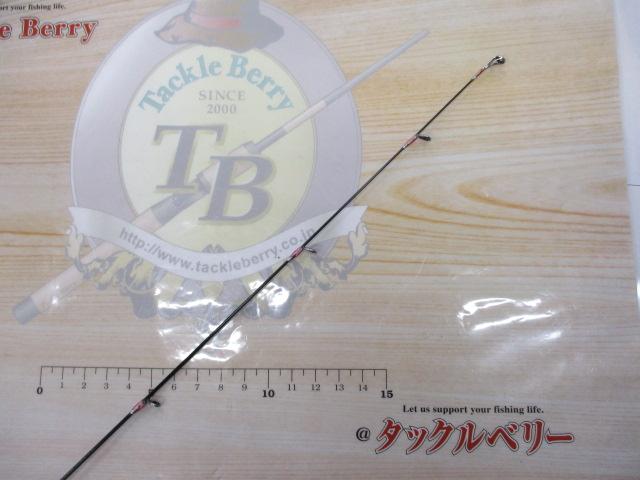 port your fishing life.
le Berry
Tackle Berry
SINCE
2000
TB
http://www.tackleberry.co.jp
0 1 2 3 4 5 6 7 8 9 10 11 12 13 14 15
Let us support your fishing life.
@タックルベリー